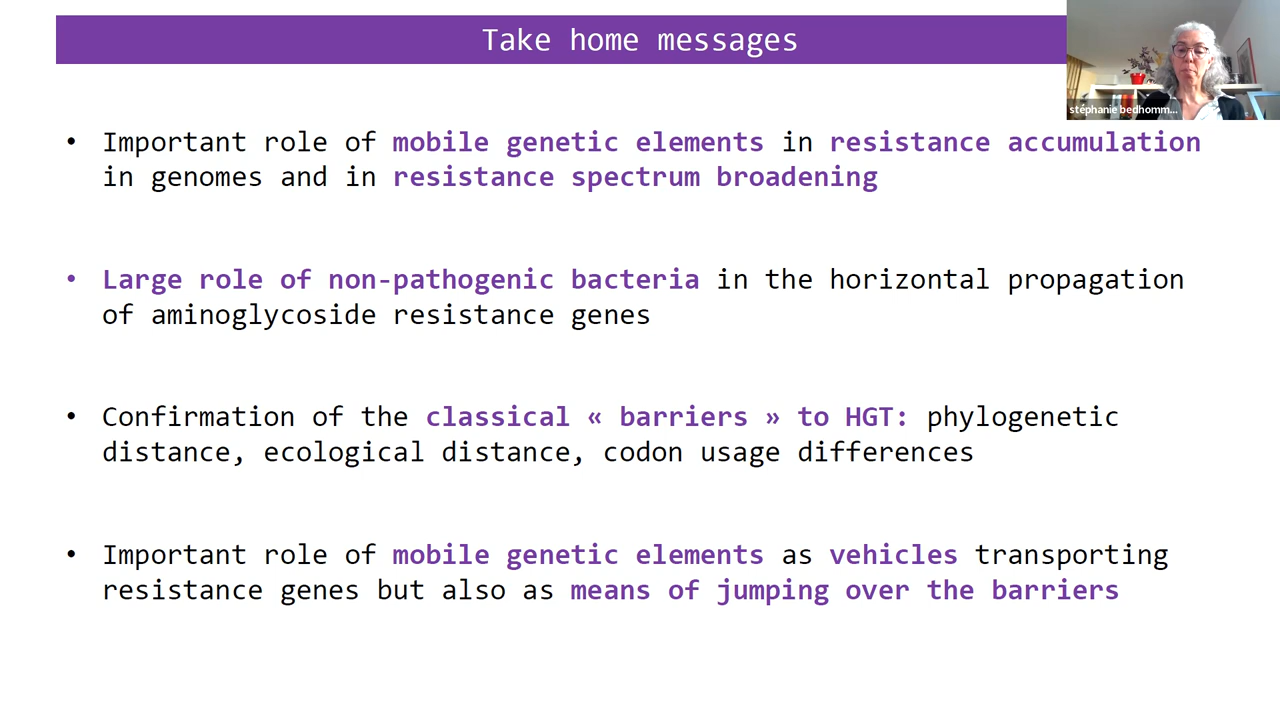 Take home messages
stéphanie bedhomm...
• Important role of mobile genetic elements in resistance accumulation
in genomes and in resistance spectrum broadening
• Large role of non-pathogenic bacteria in the horizontal propagation
of aminoglycoside resistance genes
• Confirmation of the classical « barriers » to HGT: phylogenetic
distance, ecological distance, codon usage differences
• Important role of mobile genetic elements as vehicles transporting
resistance genes but also as means of jumping over the barriers